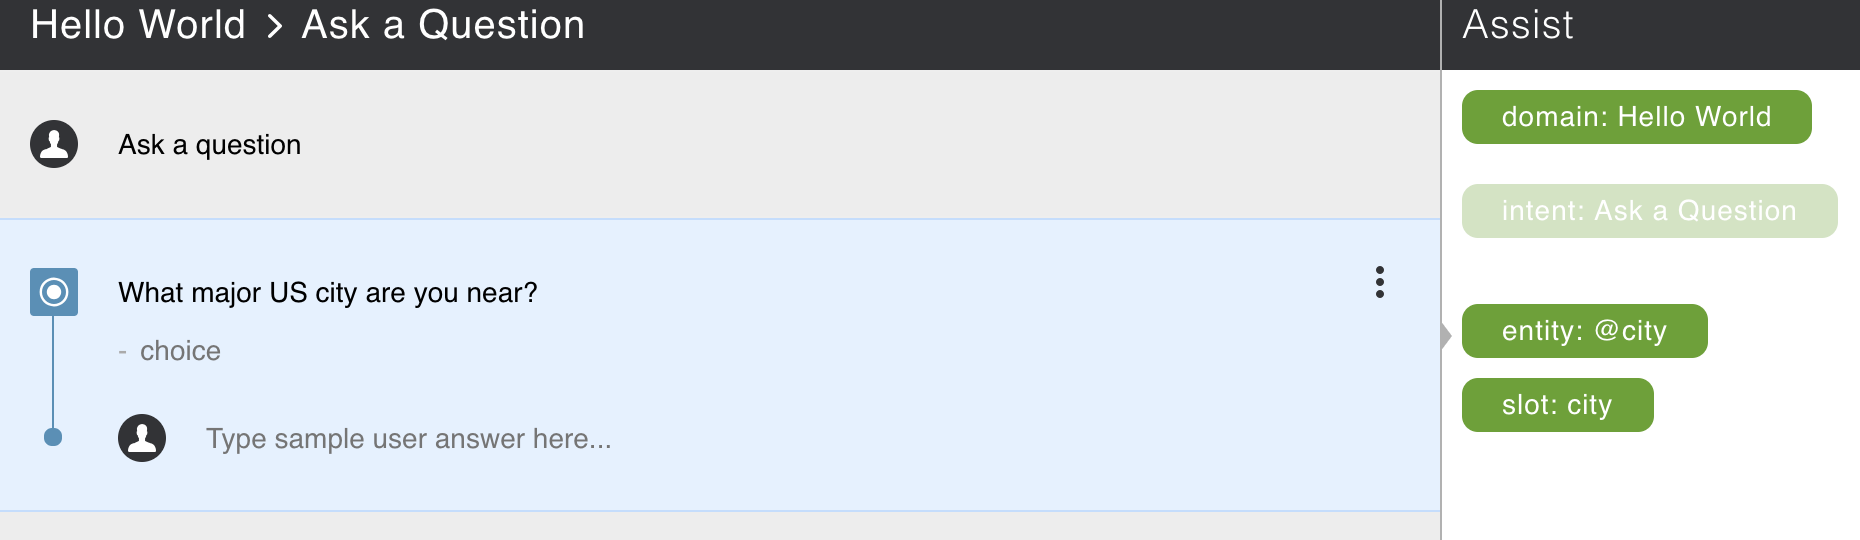 Hello World > Ask a Question
Assist
Ask a question
What major US city are you near?
- choice
Type sample user answer here...
domain: Hello World
intent: Ask a Question
entity: @city
slot: city